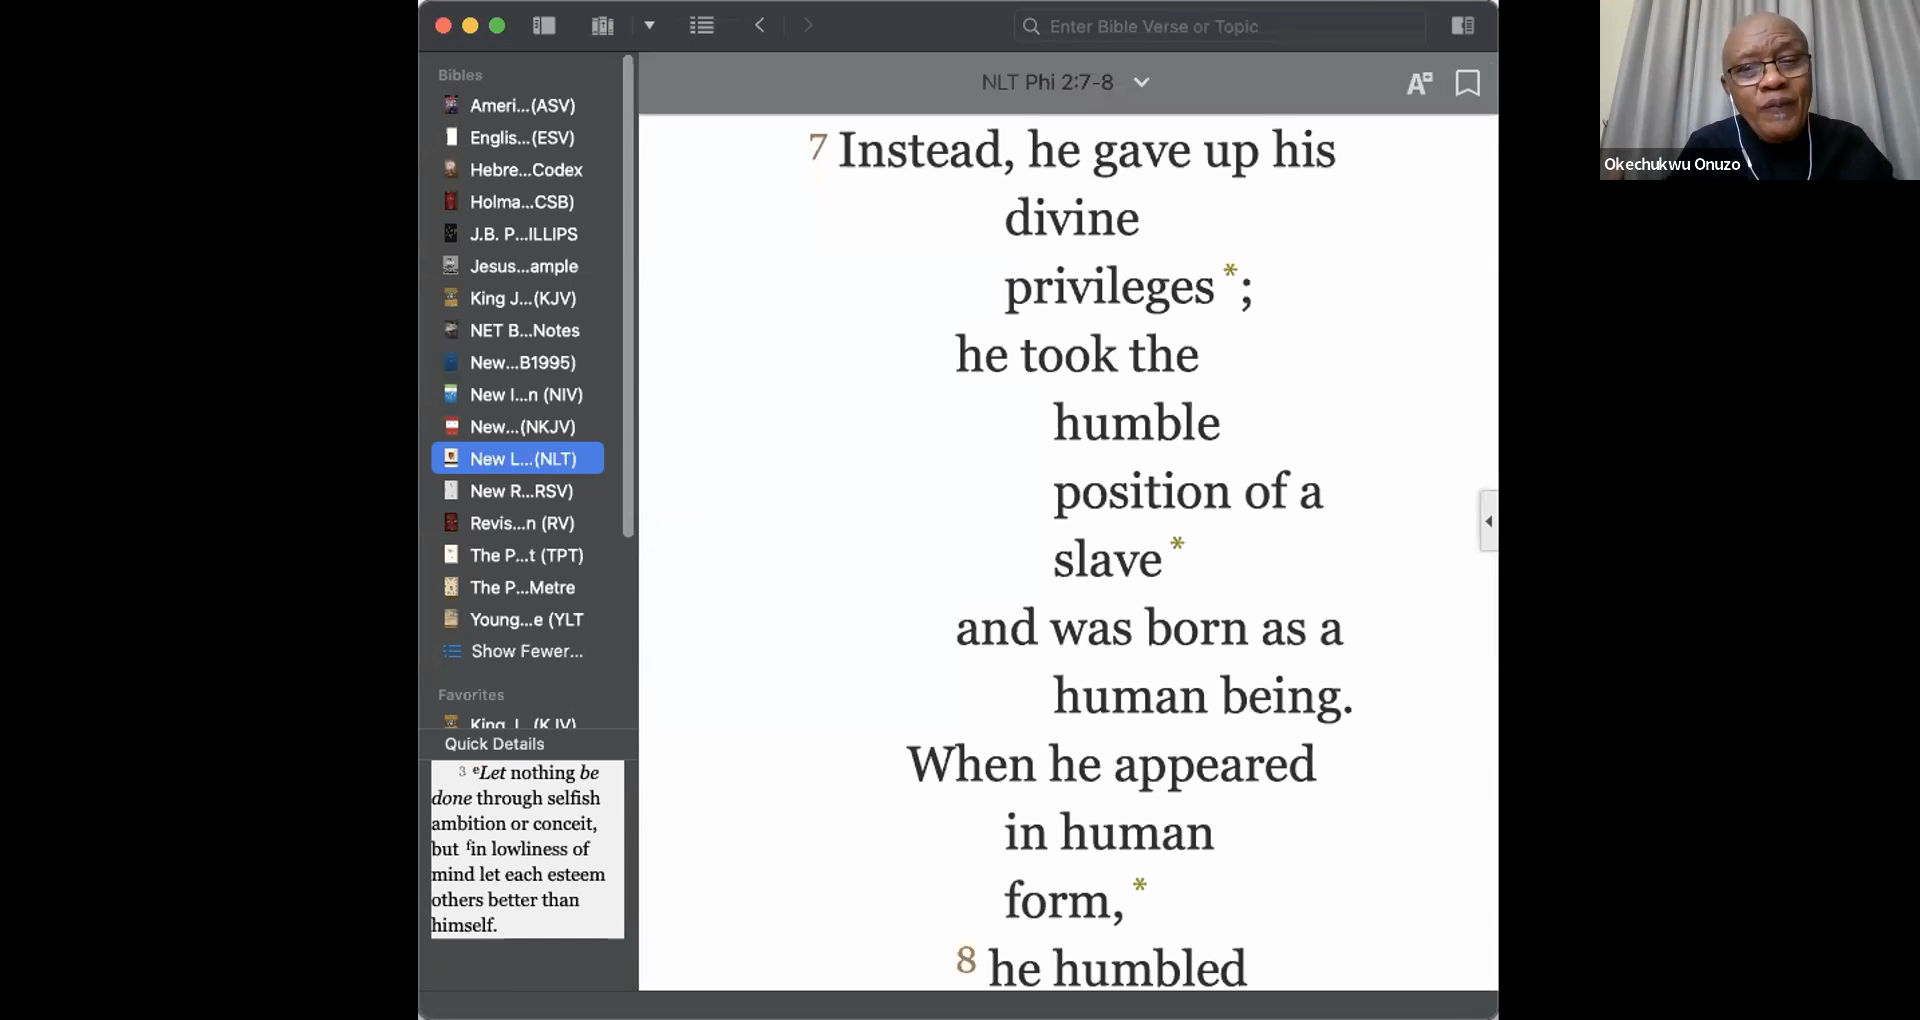 Enter Bible Verse or Topic
Bibles
Ameri...(ASV)
Englis...(ESV)
Hebre...Codex
Holma...CSB)
J.B. P...ILLIPS
Jesus...ample
King J...(KJV)
NET B...Notes
New...B1995)
New I...n (NIV)
New...(NKJV)
New L...(NLT)
New R...RSV)
Revis...n (RV)
The P...t (TPT)
The P...Metre
Young...e (YLT
Show Fewer...
Favorites
King J...(KJV)
Quick Details
3 eLet nothing be
done through selfish
ambition or conceit,
but fin lowliness of
mind let each esteem
others better than
himself.
NLT Phi 2:7-8
A
7 Instead, he gave up his
divine
privileges*;
he took the
humble
position of a
slave*
and was born as a
human being.
When he appeared
in human
form,*
8 he humbled
Okechukwu Onuzo